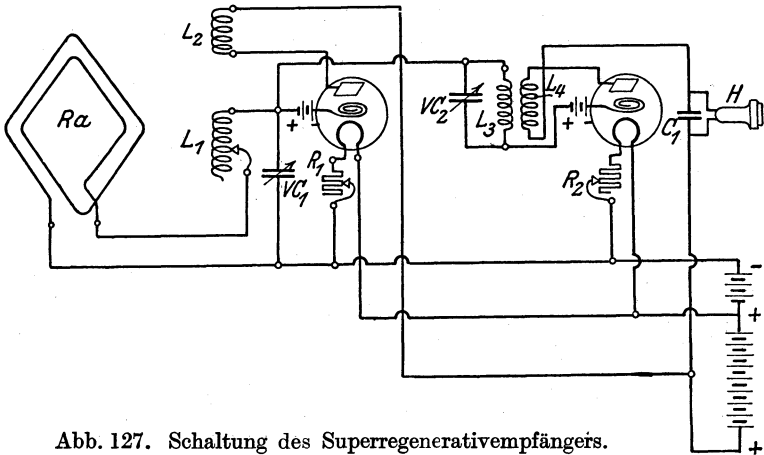 L2
Ra
L1
+
VC1
R1
VC2
L3
L4
+
R2
C1
H
-
+
+
Abb. 127. Schaltung des Superregenerativempfängers.